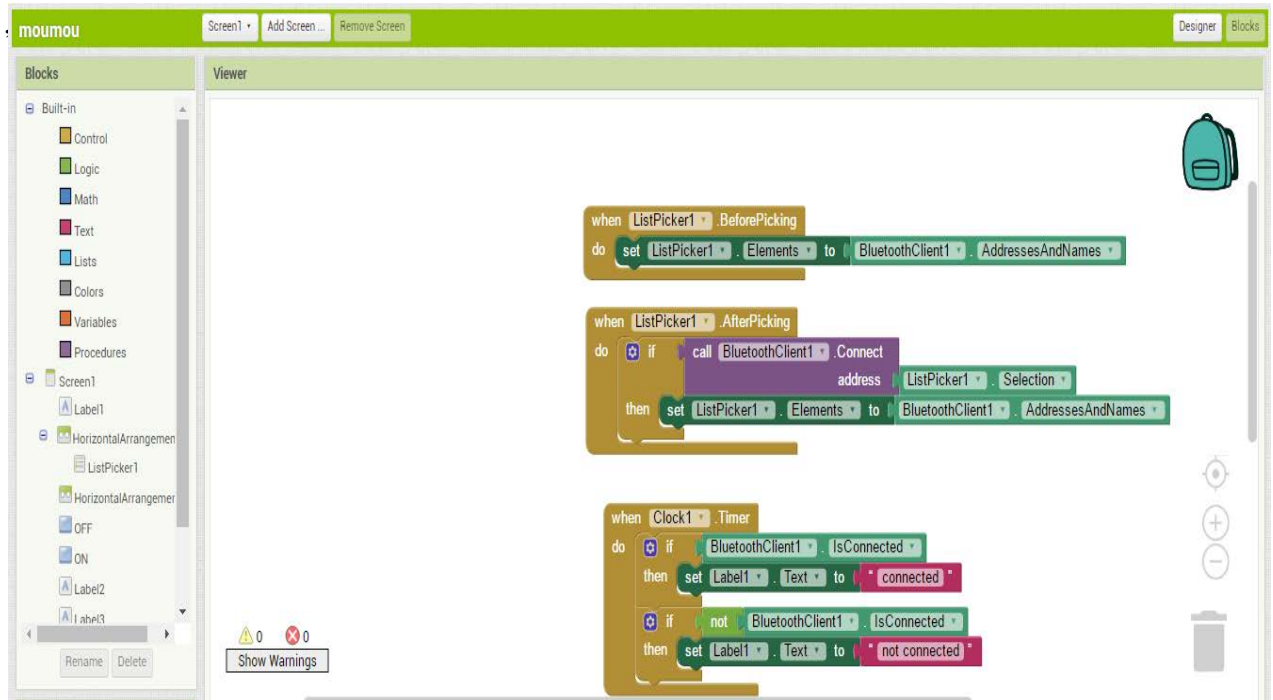 moumou
Screen1
Add Screen ...
Remove Screen
Designer
Blocks
Blocks
Viewer
Built-in
Control
Logic
Math
Text
Lists
Colors
Variables
Procedures
Screen1
Label1
HorizontalArrangemen
ListPicker1
HorizontalArrangemer
OFF
ON
Label2
Label3
Rename
Delete
when ListPicker1 .BeforePicking
do set ListPicker1 . Elements to BluetoothClient1 . AddressesAndNames
when ListPicker1 .AfterPicking
do if call BluetoothClient1 .Connect
address ListPicker1 . Selection
then set ListPicker1 . Elements to BluetoothClient1 . AddressesAndNames
when Clock1 .Timer
do if BluetoothClient1 . IsConnected
then set Label1 . Text to " connected "
if not BluetoothClient1 . IsConnected
then set Label1 . Text to " not connected "
0 0
Show Warnings